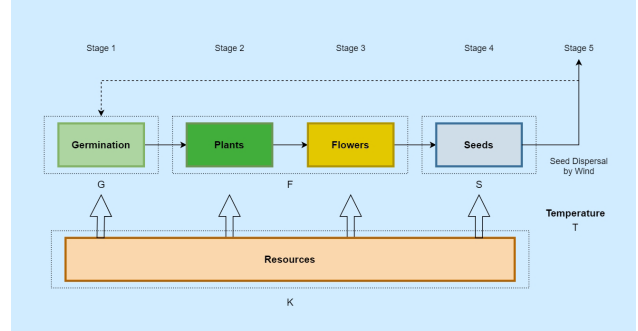 Stage 1
Stage 2
Stage 3
Stage 4
Stage 5
Germination
Plants
Flowers
Seeds
Seed Dispersal
by Wind
G
F
S
Temperature
T
Resources
K